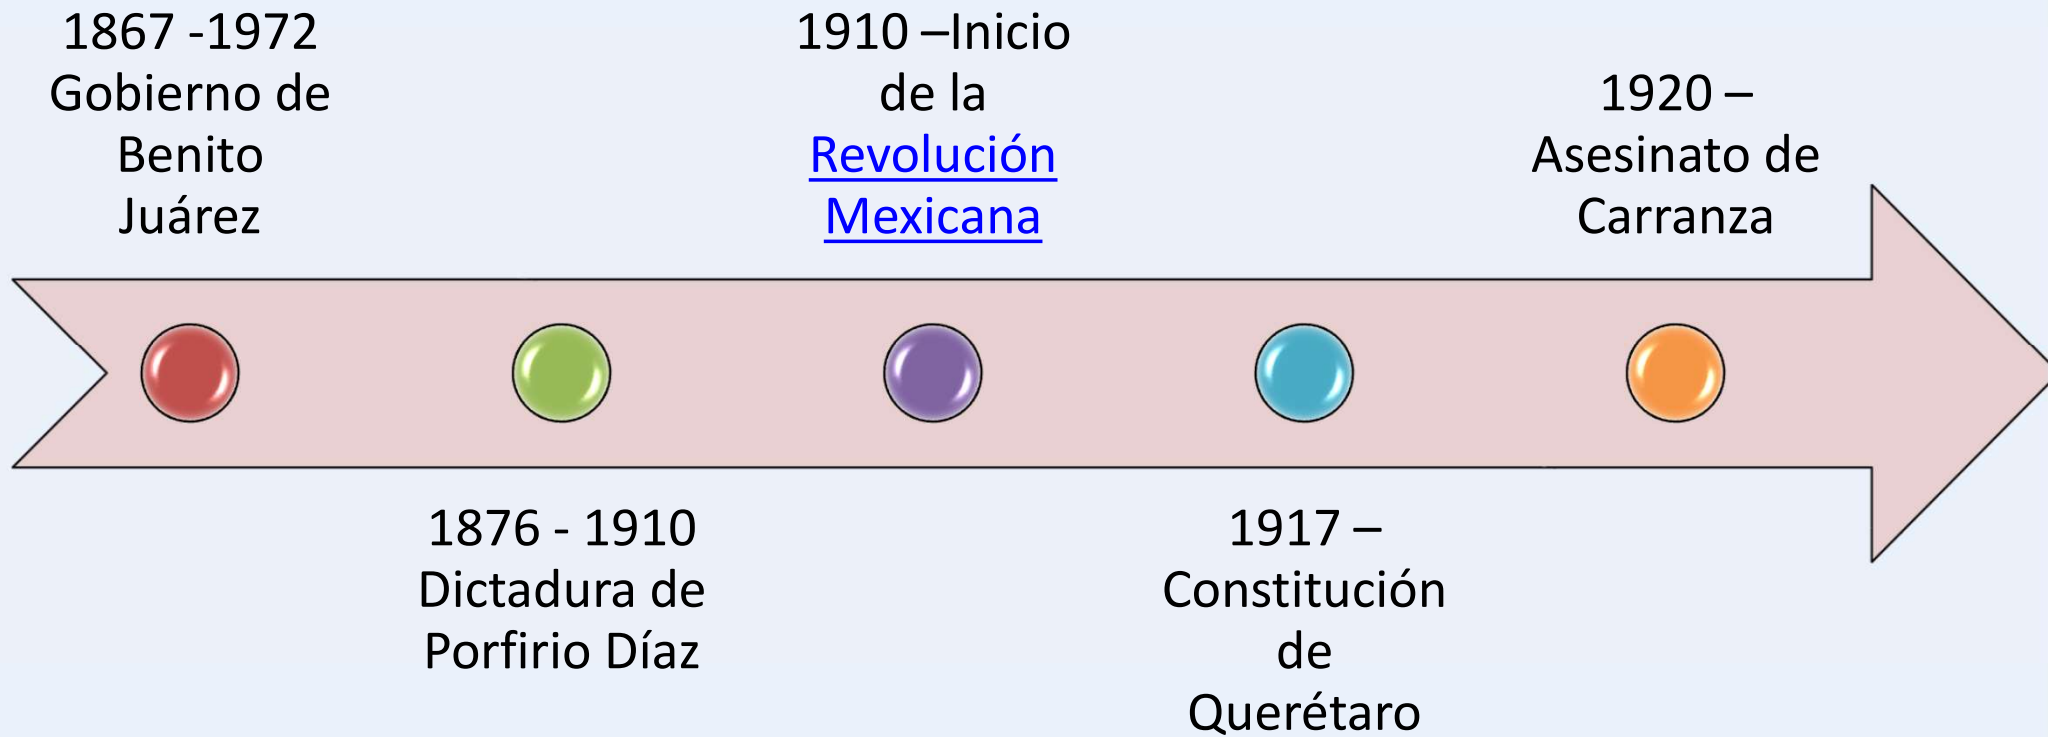 1867 -1972
Gobierno de
Benito
Juárez
1876 - 1910
Dictadura de
Porfirio Díaz
1910 –Inicio
de la
Revolución
Mexicana
1917 –
Constitución
de
Querétaro
1920 –
Asesinato de
Carranza